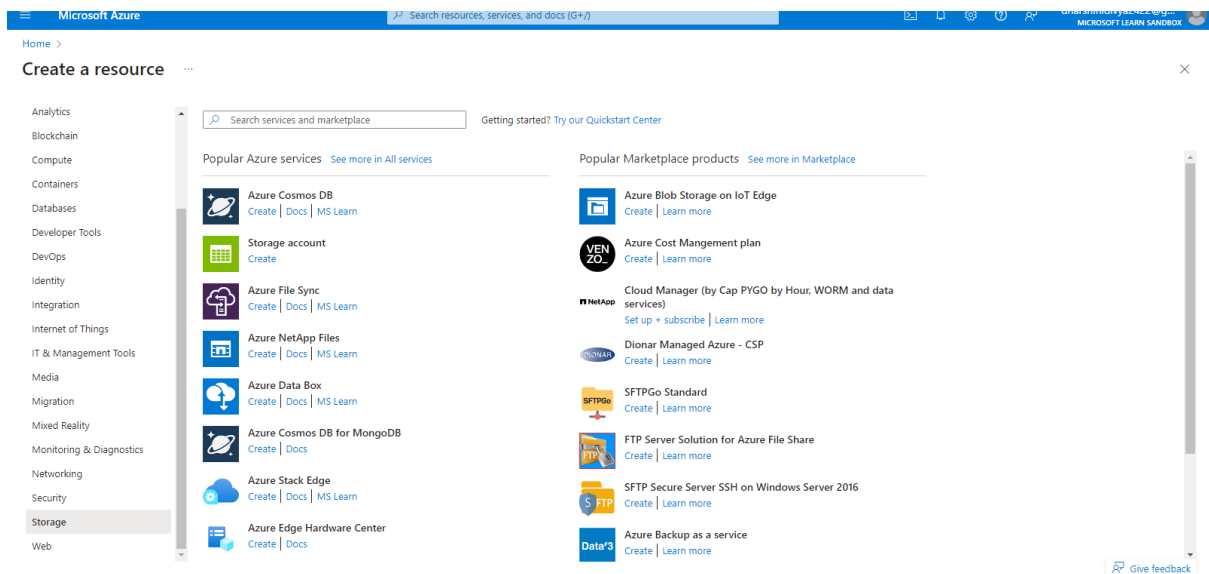 Microsoft Azure
Search resources, services, and docs (G+/)
MICROSOFT LEARN SANDBOX
Home >
Create a resource ...
Analytics
Blockchain
Compute
Containers
Databases
Developer Tools
DevOps
Identity
Integration
Internet of Things
IT & Management Tools
Media
Migration
Mixed Reality
Monitoring & Diagnostics
Networking
Security
Storage
Web
Search services and marketplace
Getting started? Try our Quickstart Center
Popular Azure services See more in All services
Azure Cosmos DB
Create | Docs | MS Learn
Storage account
Create
Azure File Sync
Create | Docs | MS Learn
Azure NetApp Files
Create | Docs | MS Learn
Azure Data Box
Create | Docs | MS Learn
Azure Cosmos DB for MongoDB
Create | Docs
Azure Stack Edge
Create | Docs | MS Learn
Azure Edge Hardware Center
Create | Docs
Popular Marketplace products See more in Marketplace
Azure Blob Storage on IoT Edge
Create | Learn more
VEN
ZO_
Azure Cost Mangement plan
Create | Learn more
NetApp
Cloud Manager (by Cap PYGO by Hour, WORM and data
services)
Set up + subscribe | Learn more
DIONAR
Dionar Managed Azure - CSP
Create | Learn more
SFTPGo
SFTPGo Standard
Create | Learn more
FTP
FTP Server Solution for Azure File Share
Create | Learn more
SFTP
SFTP Secure Server SSH on Windows Server 2016
Create | Learn more
Data#3
Azure Backup as a service
Create | Learn more
Give feedback